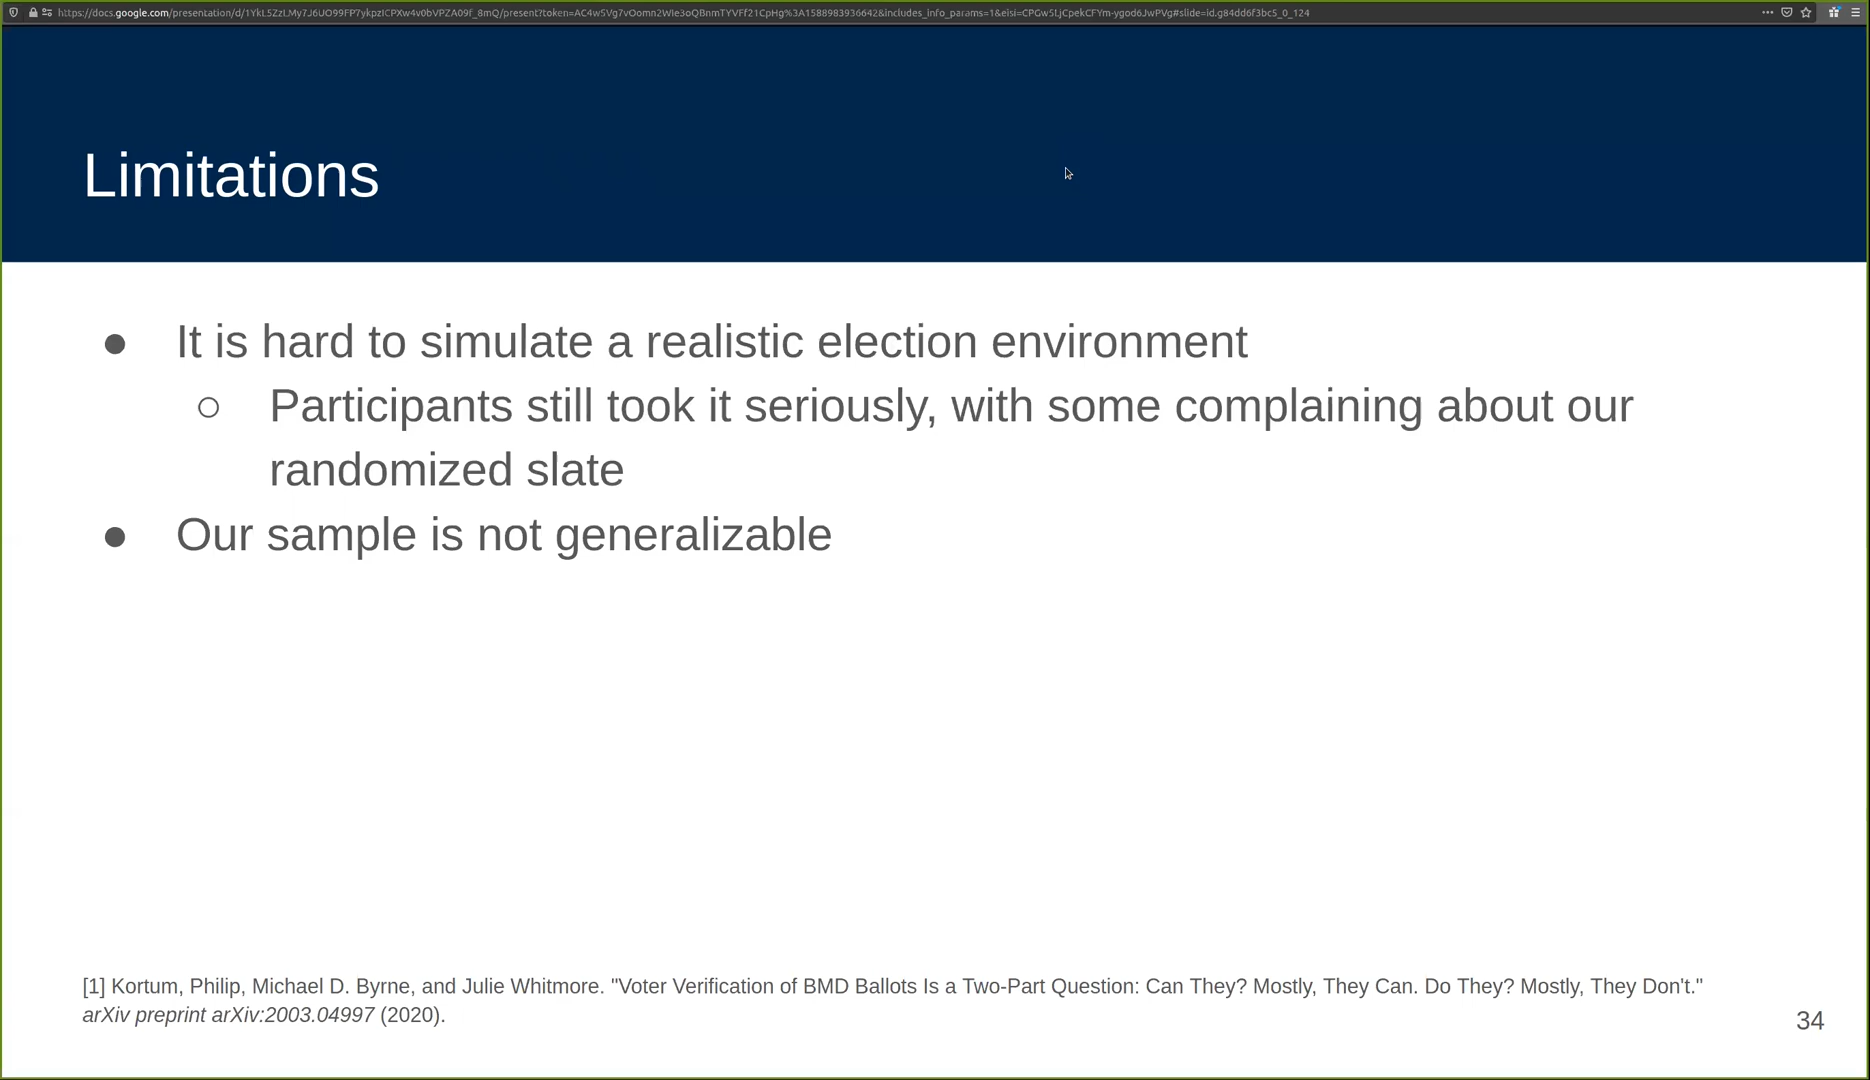 Limitations
● It is hard to simulate a realistic election environment
○ Participants still took it seriously, with some complaining about our
randomized slate
● Our sample is not generalizable
[1] Kortum, Philip, Michael D. Byrne, and Julie Whitmore. "Voter Verification of BMD Ballots Is a Two-Part Question: Can They? Mostly, They Can. Do They? Mostly, They Don't."
arXiv preprint arXiv:2003.04997 (2020).
34